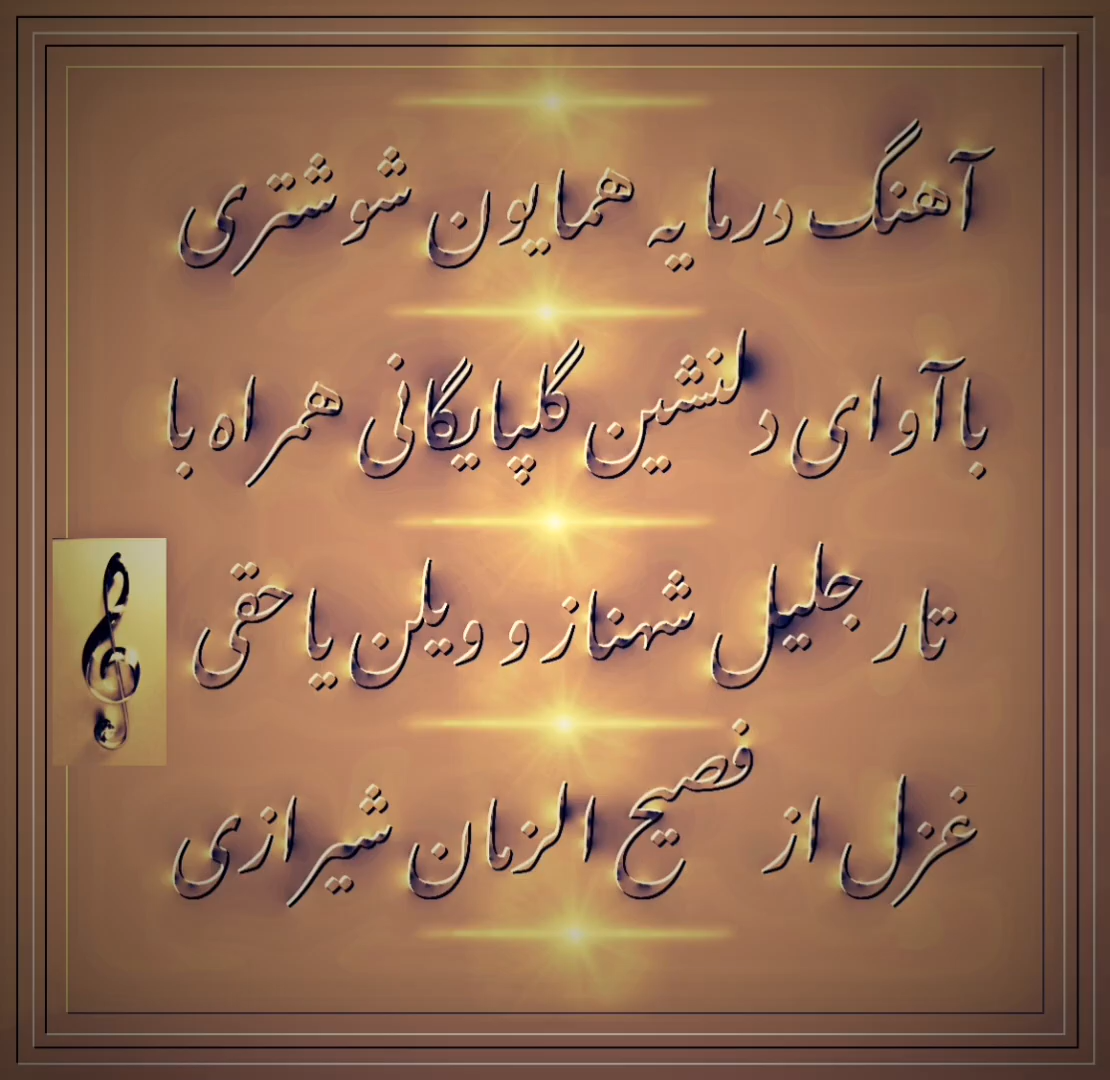 آهنگ درمایه همایون شوشتری
باآوای دلنشین گلپایگانی همراه با
تار جلیل شهناز و ویلن یاحقی
غزل از فصیح الزمان شیرازی